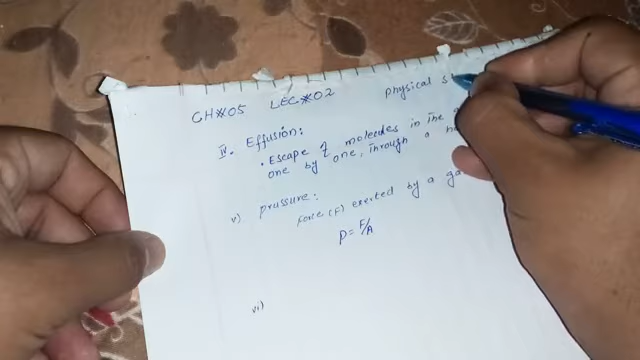 CH#05 LEC#02 Physical s
IV. Effusion:
• Escape of molecules in the
one by one, through a
v) Pressure:
Force (F) exerted by a ga
P = F/A
vi)